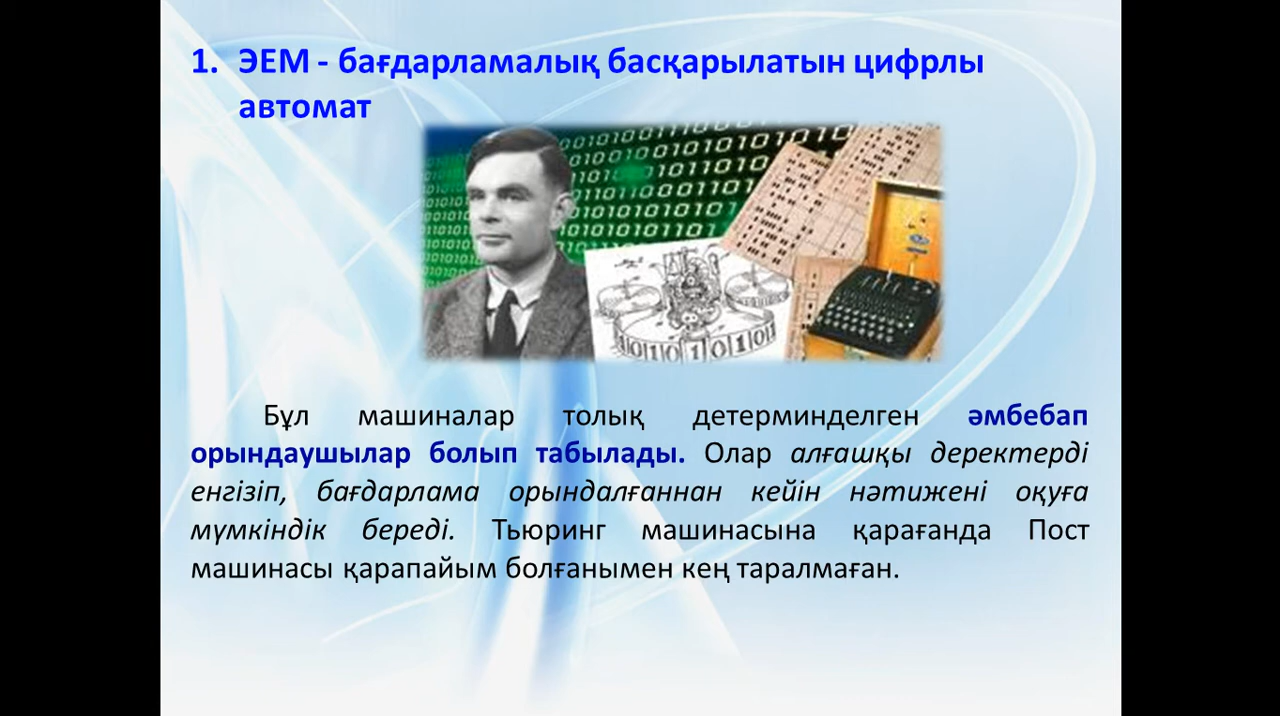 1. ЭЕМ - бағдарламалық басқарылатын цифрлы
автомат
Бұл машиналар толық детерминделген әмбебап
орындаушылар болып табылады. Олар алғашқы деректерді
енгізіп, бағдарлама орындалғаннан кейін нәтижені оқуға
мүмкіндік береді. Тьюринг машинасына қарағанда Пост
машинасы қарапайым болғанымен кең таралмаған.